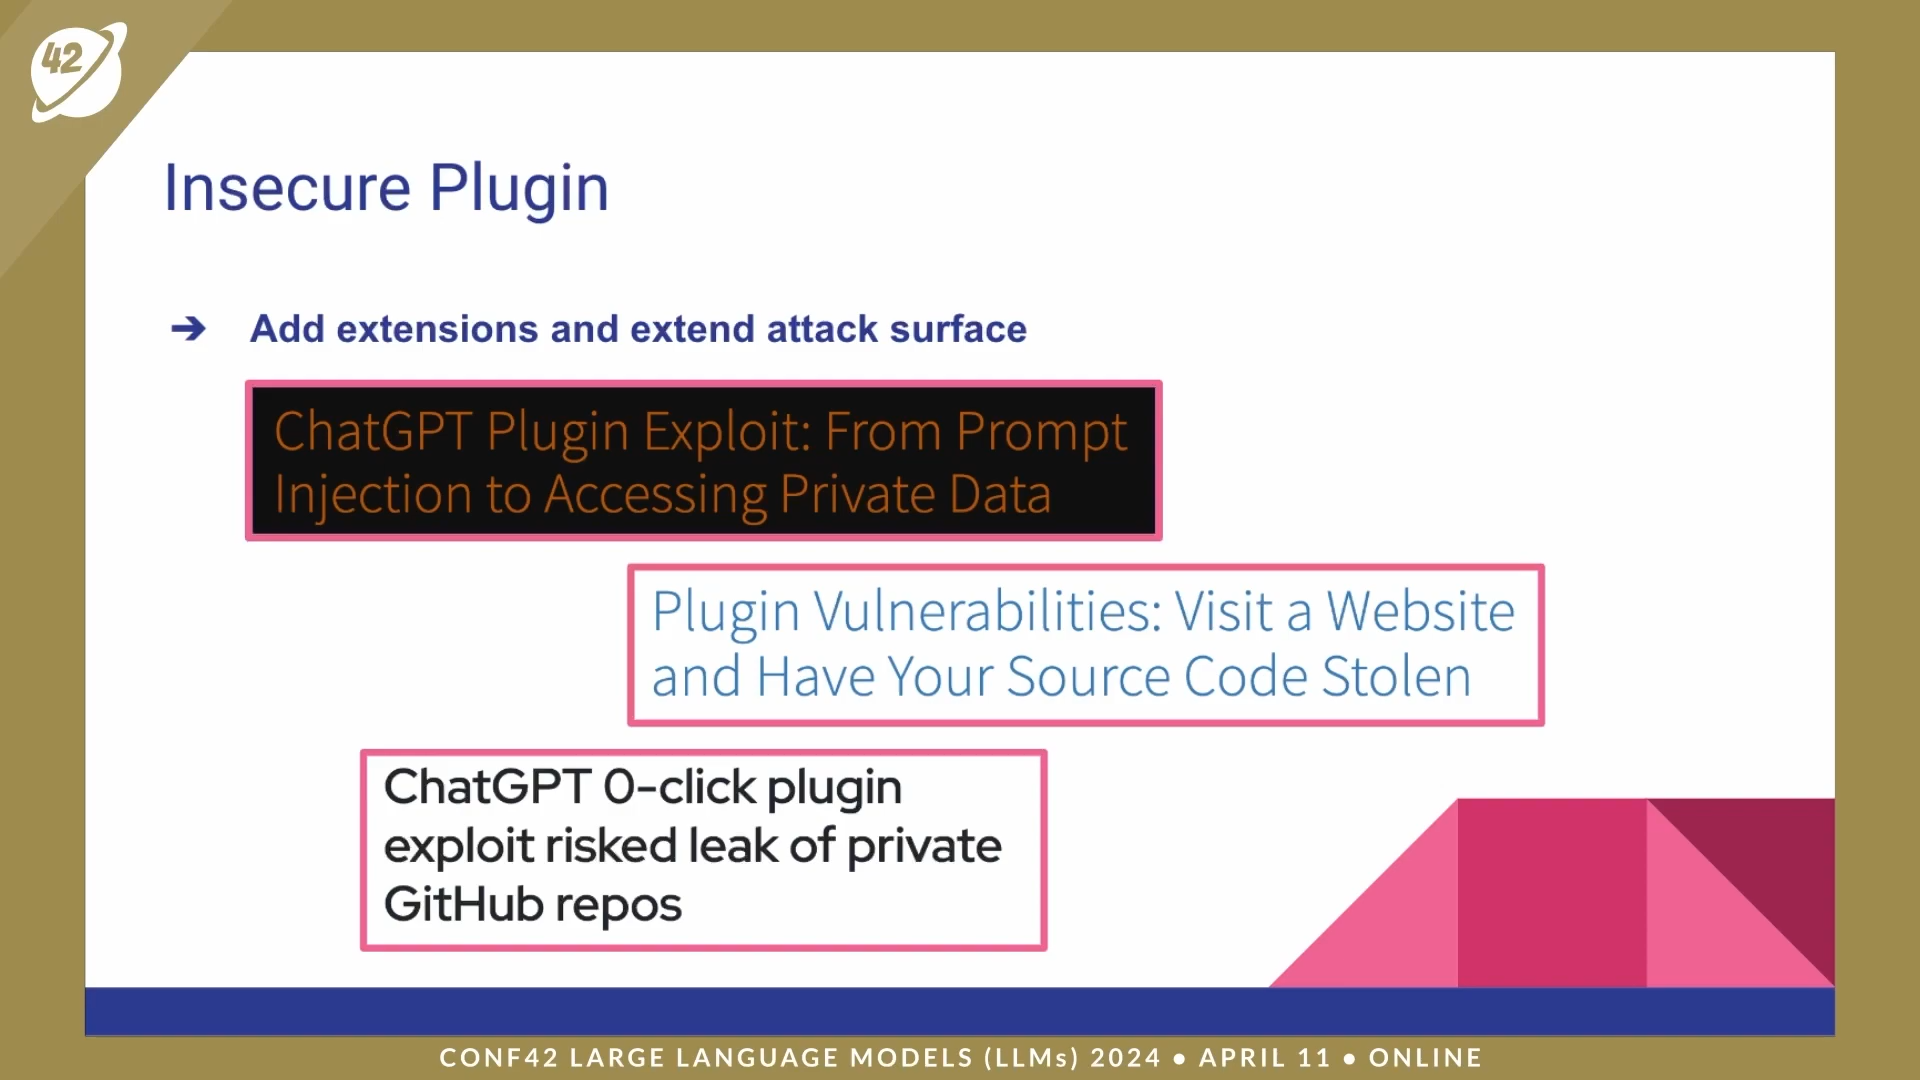 42
Insecure Plugin
➔ Add extensions and extend attack surface
ChatGPT Plugin Exploit: From Prompt
Injection to Accessing Private Data
Plugin Vulnerabilities: Visit a Website
and Have Your Source Code Stolen
ChatGPT 0-click plugin
exploit risked leak of private
GitHub repos
CONF42 LARGE LANGUAGE MODELS (LLMs) 2024 ● APRIL 11 ● ONLINE